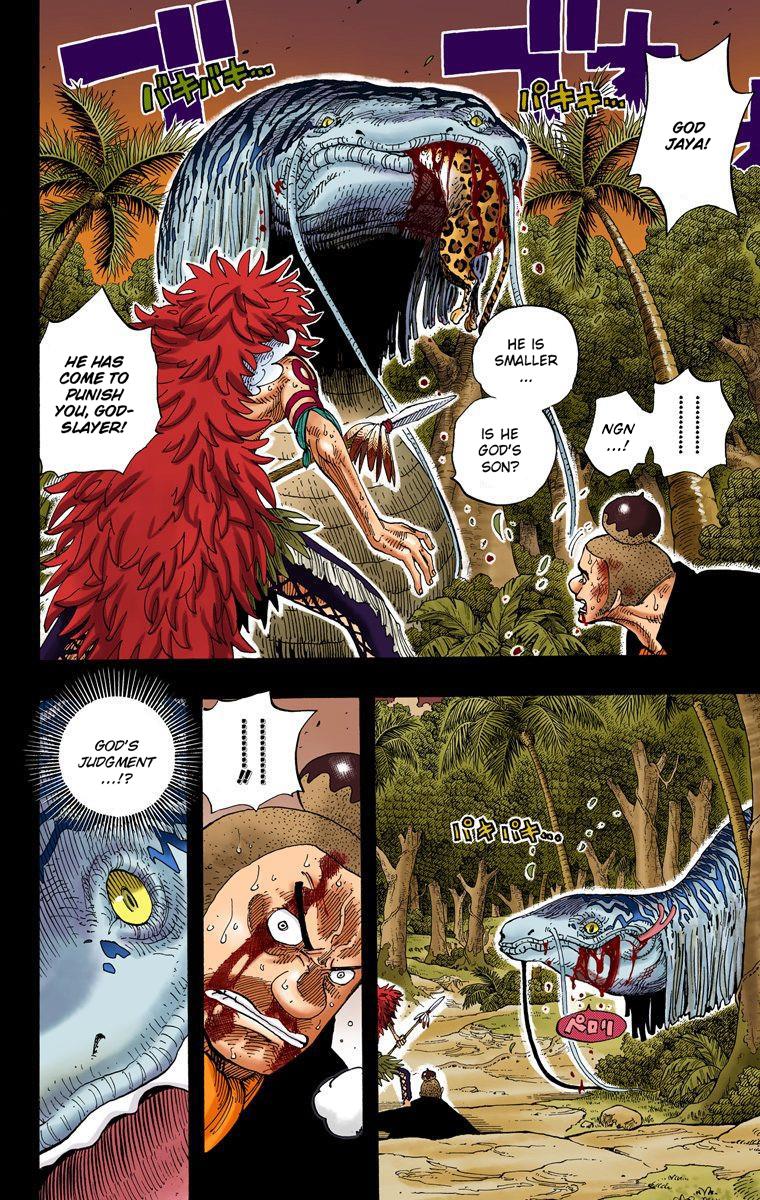 ブオオ
バキバキ…
パキキ…
GOD
JAYA!
HE IS
SMALLER
...
IS HE
GOD'S
SON?
HE HAS
COME TO
PUNISH
YOU, GOD-
SLAYER!
NGN
...!
GOD'S
JUDGMENT
...!?
!!
パキパキ…
ペロリ